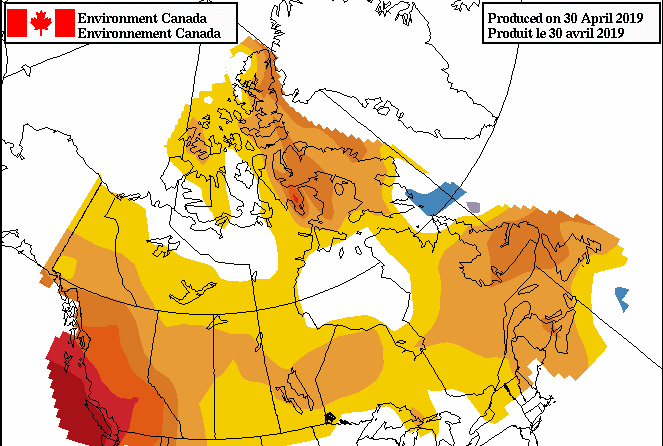 Environment Canada
Environnement Canada
Produced on 30 April 2019
Produit le 30 avril 2019